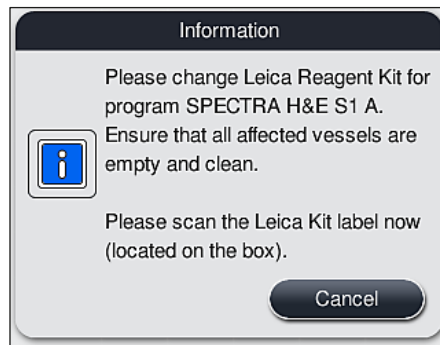 Information
Please change Leica Reagent Kit for
program SPECTRA H&E S1 A.
Ensure that all affected vessels are
empty and clean.
Please scan the Leica Kit label now
(located on the box).
Cancel